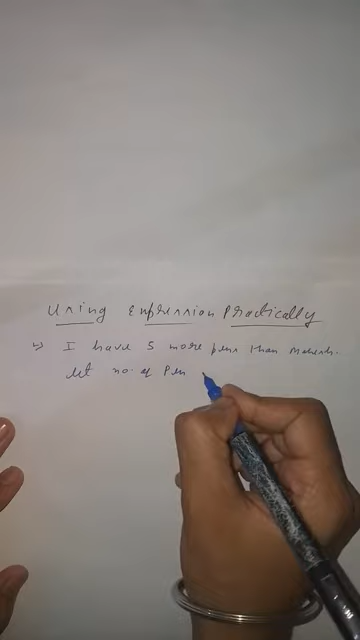 Using Expression Practically
I have 5 more pens than Mahesh.
Let no. of Pen